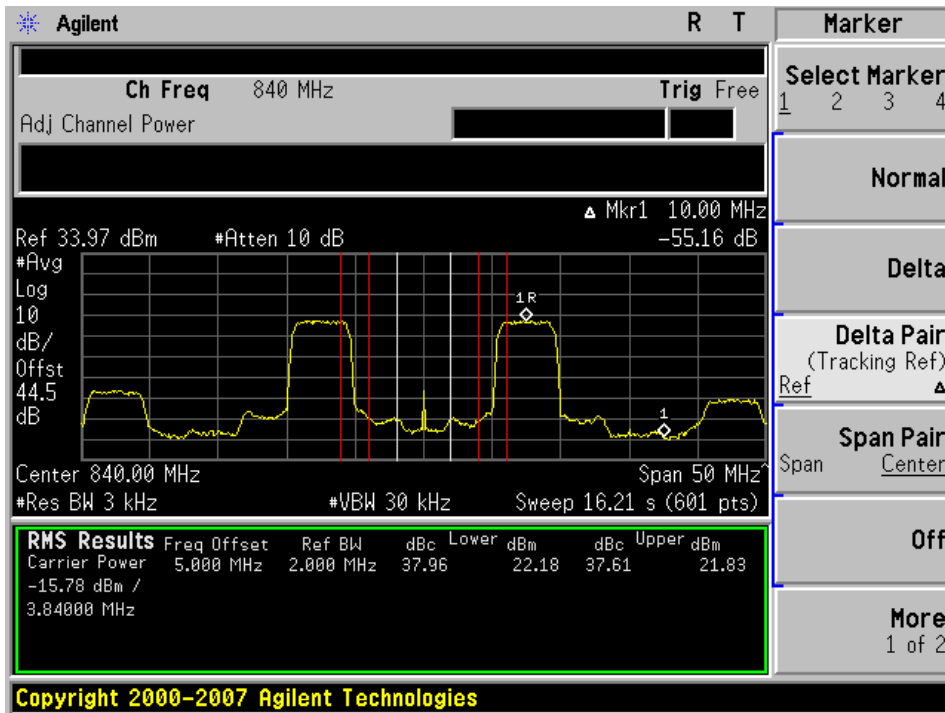 Agilent R T
Ch Freq 840 MHz Trig Free
Adj Channel Power
Δ Mkr1 10.00 MHz
Ref 33.97 dBm #Atten 10 dB -55.16 dB
#Avg
Log
10
dB/
Offst
44.5
dB
1R
1
Center 840.00 MHz Span 50 MHz^
#Res BW 3 kHz #VBW 30 kHz Sweep 16.21 s (601 pts)
RMS Results Freq Offset Ref BW dBc Lower dBm dBc Upper dBm
Carrier Power 5.000 MHz 2.000 MHz 37.96 22.18 37.61 21.83
-15.78 dBm /
3.84000 MHz
Copyright 2000-2007 Agilent Technologies
Marker
Select Marker
1 2 3 4
Normal
Delta
Delta Pair
(Tracking Ref)
Ref Δ
Span Pair
Span Center
Off
More
1 of 2